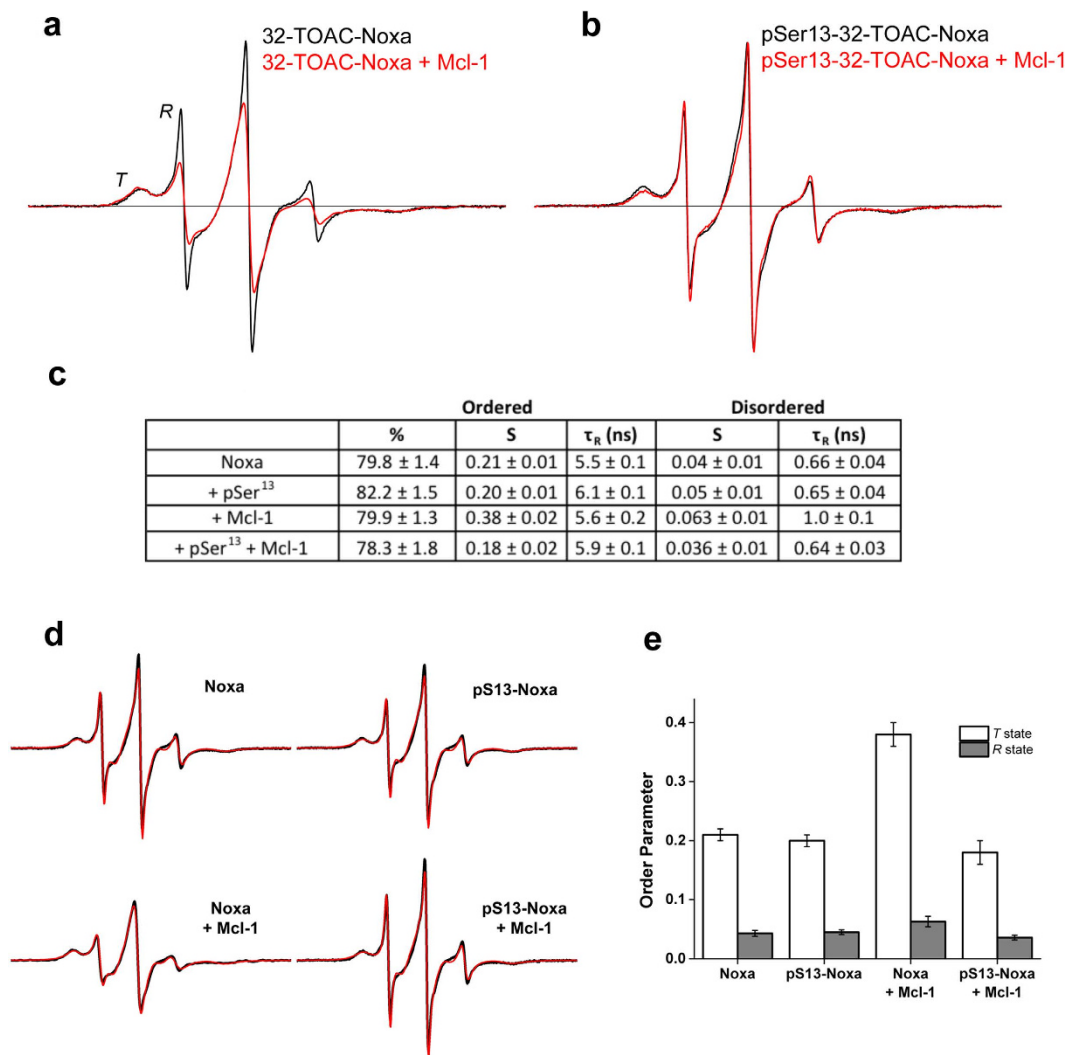 a
32-TOAC-Noxa
32-TOAC-Noxa + Mcl-1
R
T
b
pSer13-32-TOAC-Noxa
pSer13-32-TOAC-Noxa + Mcl-1
c
Ordered Disordered
% S τR (ns) S τR (ns)
Noxa 79.8 ± 1.4 0.21 ± 0.01 5.5 ± 0.1 0.04 ± 0.01 0.66 ± 0.04
+ pSer13 82.2 ± 1.5 0.20 ± 0.01 6.1 ± 0.1 0.05 ± 0.01 0.65 ± 0.04
+ Mcl-1 79.9 ± 1.3 0.38 ± 0.02 5.6 ± 0.2 0.063 ± 0.01 1.0 ± 0.1
+ pSer13 + Mcl-1 78.3 ± 1.8 0.18 ± 0.02 5.9 ± 0.1 0.036 ± 0.01 0.64 ± 0.03
d
Noxa
pS13-Noxa
Noxa
+ Mcl-1
pS13-Noxa
+ Mcl-1
e
Order Parameter
0.4
0.3
0.2
0.1
0.0
T state
R state
Noxa pS13-Noxa Noxa pS13-Noxa
+ Mcl-1 + Mcl-1